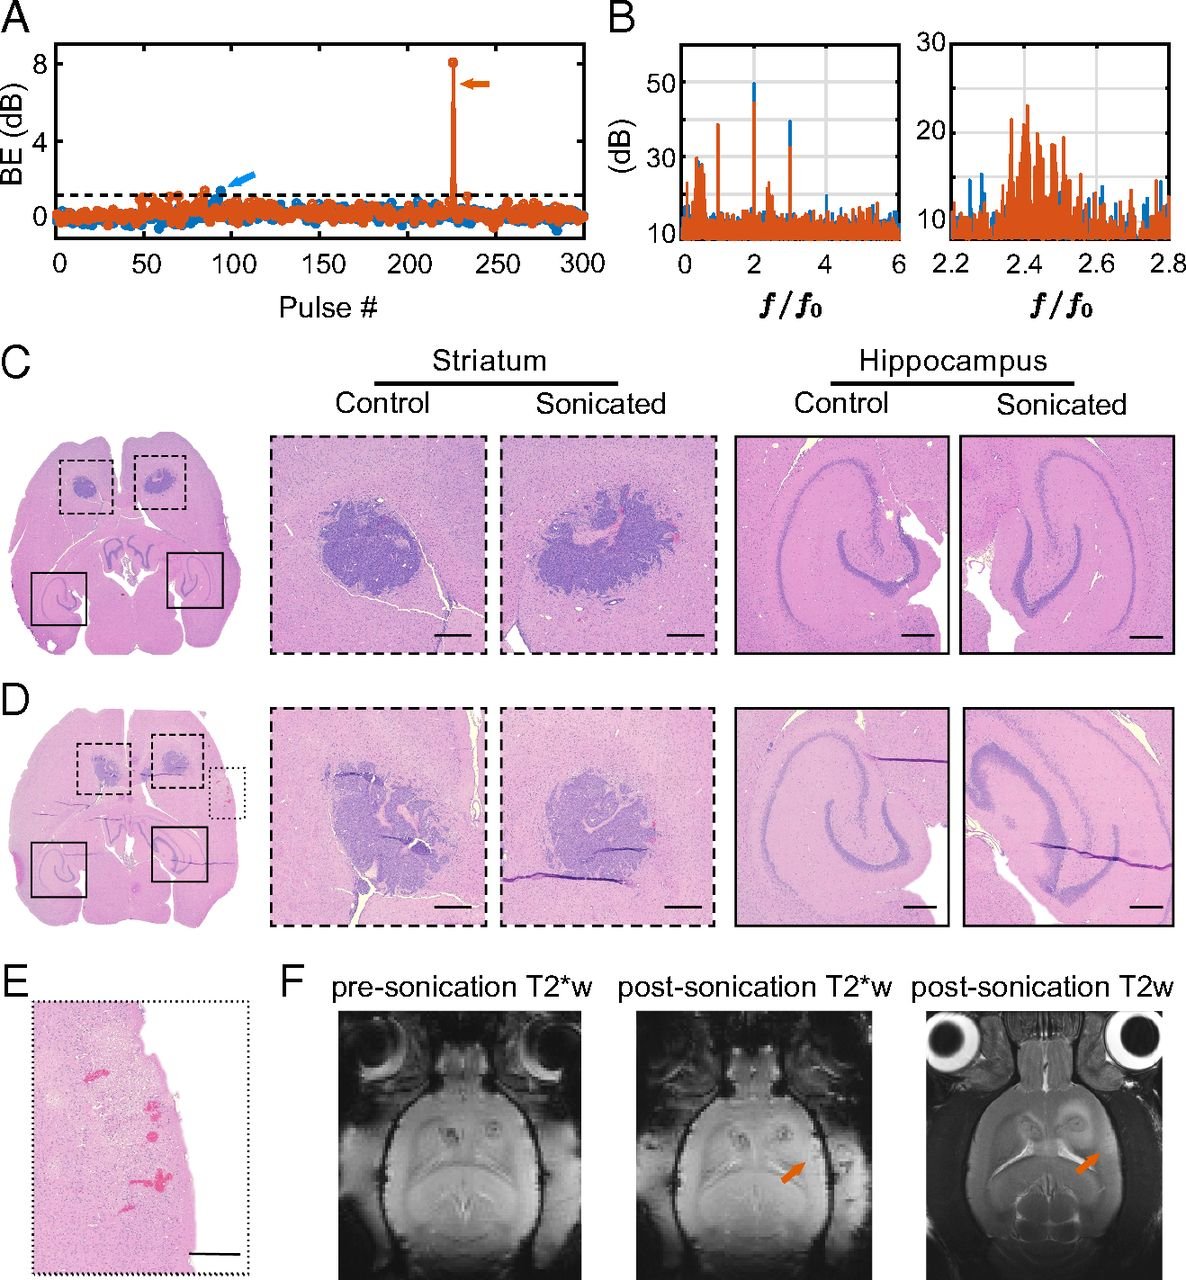 A
BE (dB)
8
4
0
0
50
100
150
200
250
300
Pulse #
B
(dB)
50
30
10
0
2
4
6
f/f0
30
20
10
2.2
2.4
2.6
2.8
f/f0
C
Striatum
Hippocampus
Control
Sonicated
Control
Sonicated
D
E
F
pre-sonication T2*w
post-sonication T2*w
post-sonication T2w